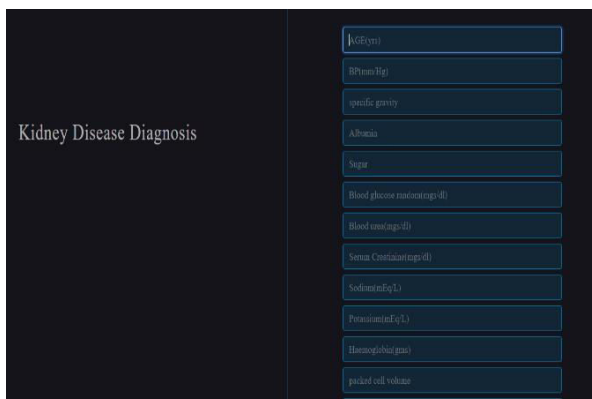 Kidney Disease Diagnosis
AGE(yrs)
BP(mm/Hg)
specific gravity
Albumin
Sugar
Blood glucose random(mgs/dl)
Blood urea(mgs/dl)
Serum Creatinine(mgs/dl)
Sodium(mEq/L)
Potassium(mEq/L)
Haemoglobin(gms)
packed cell volume